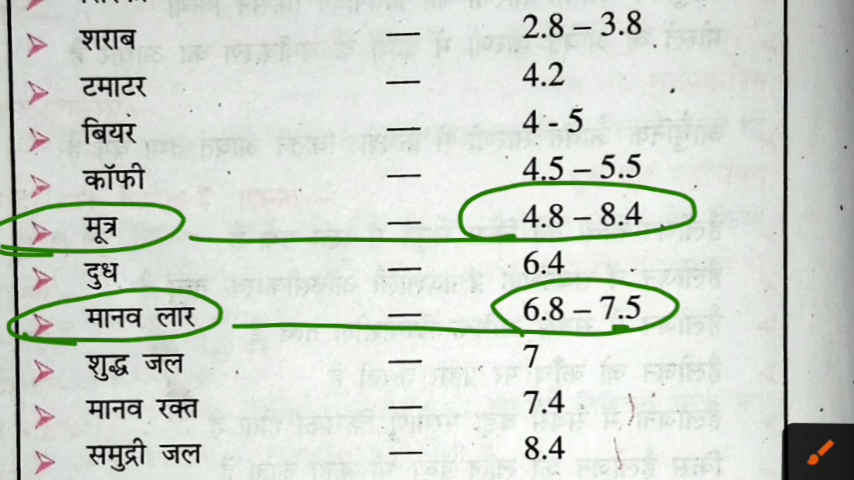 शराब — 2.8 – 3.8
टमाटर — 4.2
बियर — 4 - 5
कॉफी — 4.5 – 5.5
मूत्र — 4.8 – 8.4
दुध — 6.4
मानव लार — 6.8 – 7.5
शुद्ध जल — 7
मानव रक्त — 7.4
समुद्री जल — 8.4